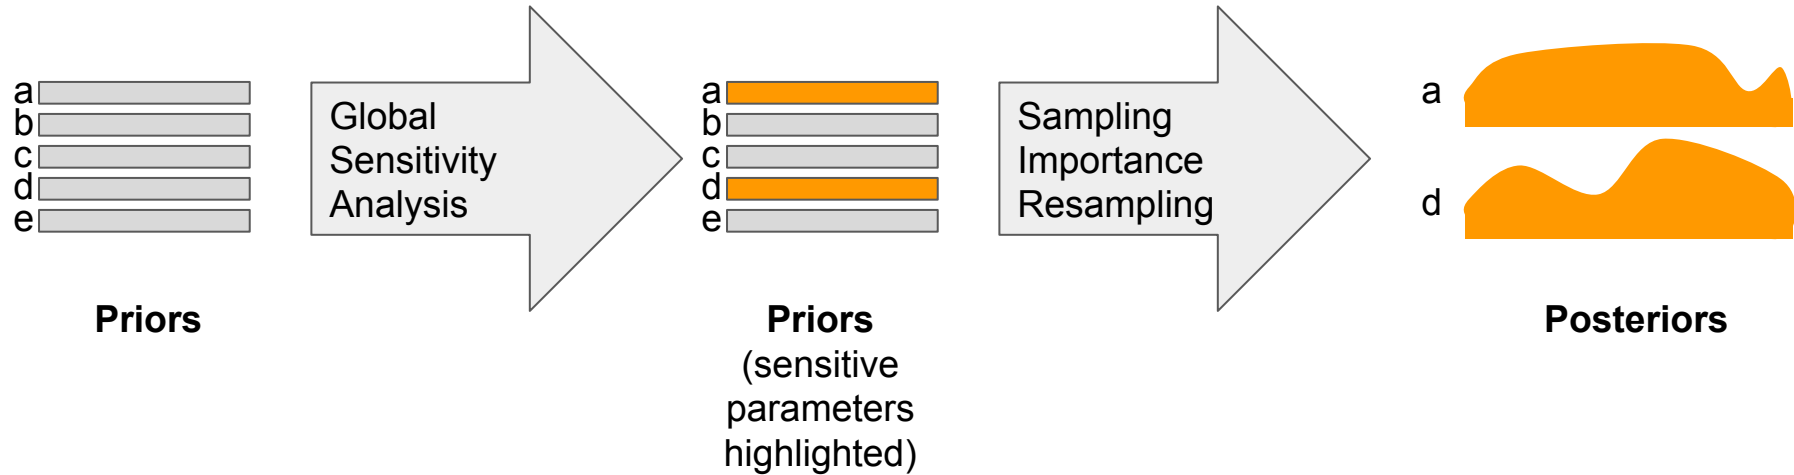 a
b
c
d
e
Priors
Global
Sensitivity
Analysis
a
b
c
d
e
Priors
(sensitive
parameters
highlighted)
Sampling
Importance
Resampling
a
d
Posteriors